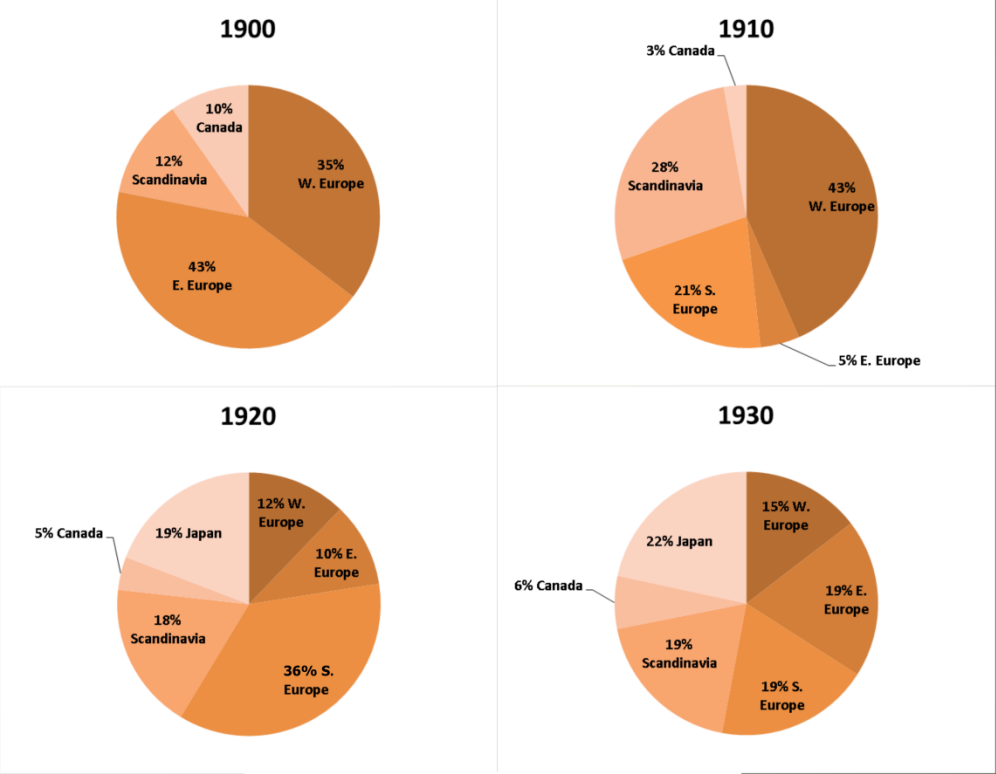 1900
10%
Canada
35%
W. Europe
12%
Scandinavia
43%
E. Europe
1910
3% Canada
28%
Scandinavia
43%
W. Europe
21% S.
Europe
5% E. Europe
1920
12% W.
Europe
5% Canada
19% Japan
10% E.
Europe
18%
Scandinavia
36% S.
Europe
1930
15% W.
Europe
22% Japan
6% Canada
19% E.
Europe
19%
Scandinavia
19% S.
Europe